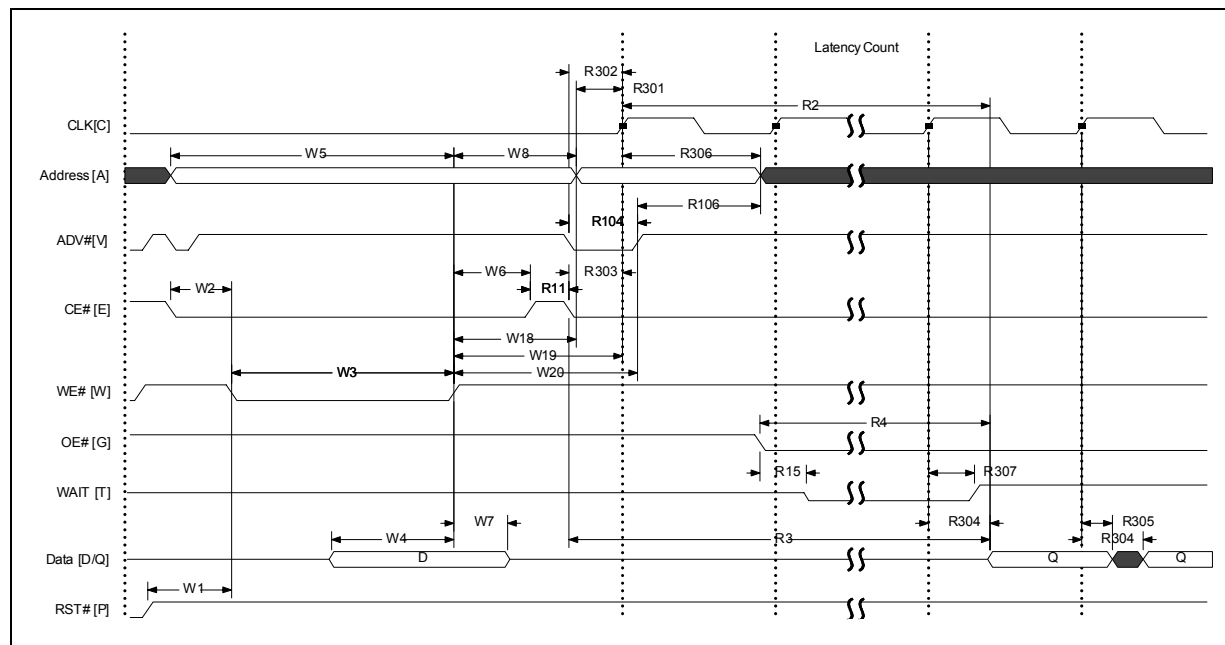 Latency Count
R302
R301
R2
CLK[C]
W5
W8
R306
Address [A]
R106
R104
ADV#[V]
W6
R303
W2
R11
CE# [E]
W18
W19
W3
W20
WE# [W]
R4
OE# [G]
R15
R307
WAIT [T]
W7
W4
R304
R305
R3
R304
Data [D/Q]
D
Q
Q
W1
RST# [P]